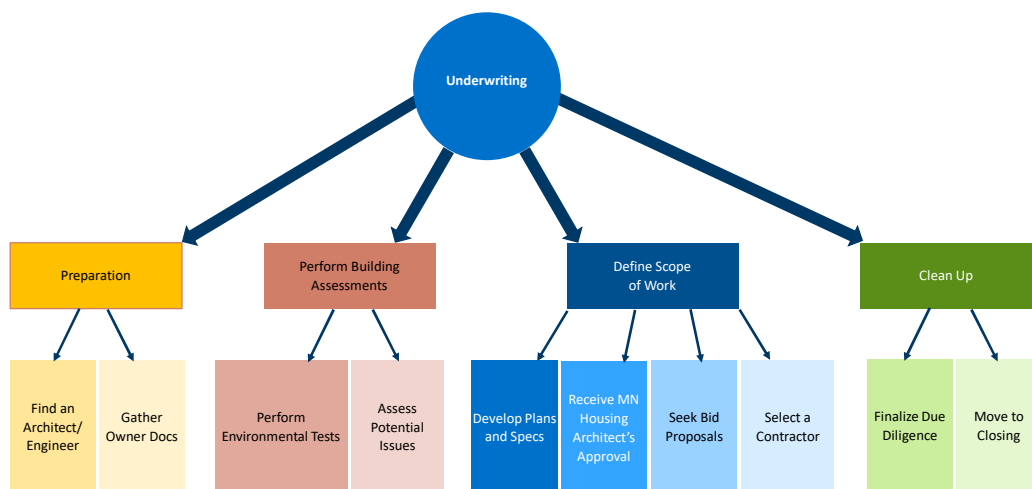 Underwriting
Preparation
Perform Building
Assessments
Define Scope
of Work
Clean Up
Find an
Architect/
Engineer
Gather
Owner Docs
Perform
Environmental Tests
Assess
Potential
Issues
Develop Plans
and Specs
Receive MN
Housing
Architect's
Approval
Seek Bid
Proposals
Select a
Contractor
Finalize Due
Diligence
Move to
Closing